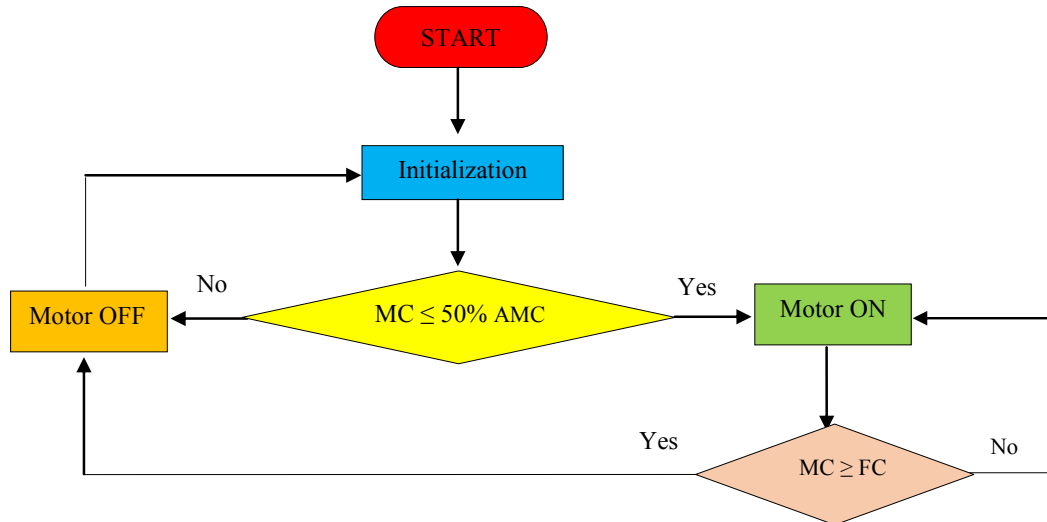 START
Initialization
No
Yes
Motor OFF
MC ≤ 50% AMC
Motor ON
Yes
No
MC ≥ FC